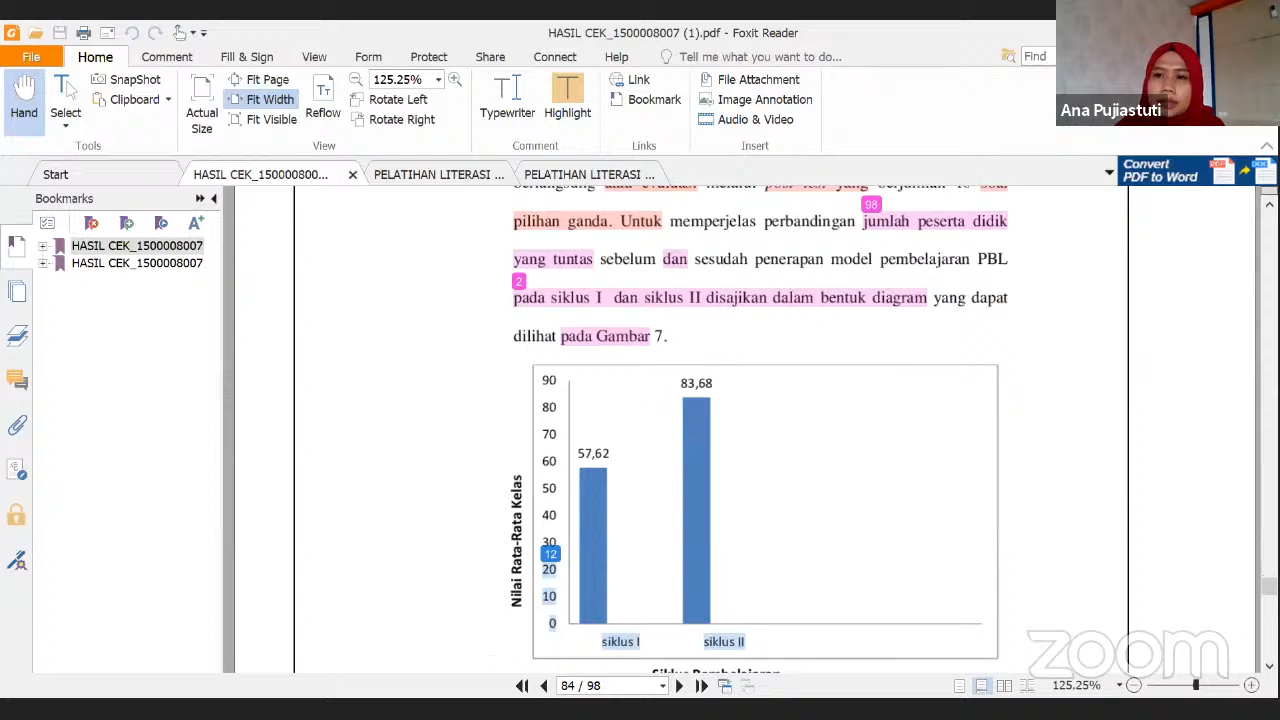 HASIL CEK_1500008007 (1).pdf - Foxit Reader
File Home Comment Fill & Sign View Form Protect Share Connect Help Tell me what you want to do... Find
Hand
Select
SnapShot
Clipboard
Actual Size
Fit Page
Fit Width
Fit Visible
Reflow
125.25%
Rotate Left
Rotate Right
Typewriter
Highlight
Link
Bookmark
File Attachment
Image Annotation
Audio & Video
Tools View Comment Links Insert
Ana Pujiastuti
Start HASIL CEK_150000800... PELATIHAN LITERASI ... PELATIHAN LITERASI ...
Convert
PDF to Word
Bookmarks
HASIL CEK_1500008007
HASIL CEK_1500008007
98
pilihan ganda. Untuk memperjelas perbandingan jumlah peserta didik
yang tuntas sebelum dan sesudah penerapan model pembelajaran PBL
2
pada siklus I dan siklus II disajikan dalam bentuk diagram yang dapat
dilihat pada Gambar 7.
90
80
70
60
50
40
30
12
20
10
0
83,68
57,62
Nilai Rata-Rata Kelas
siklus I siklus II
zoom
84 / 98
125.25%